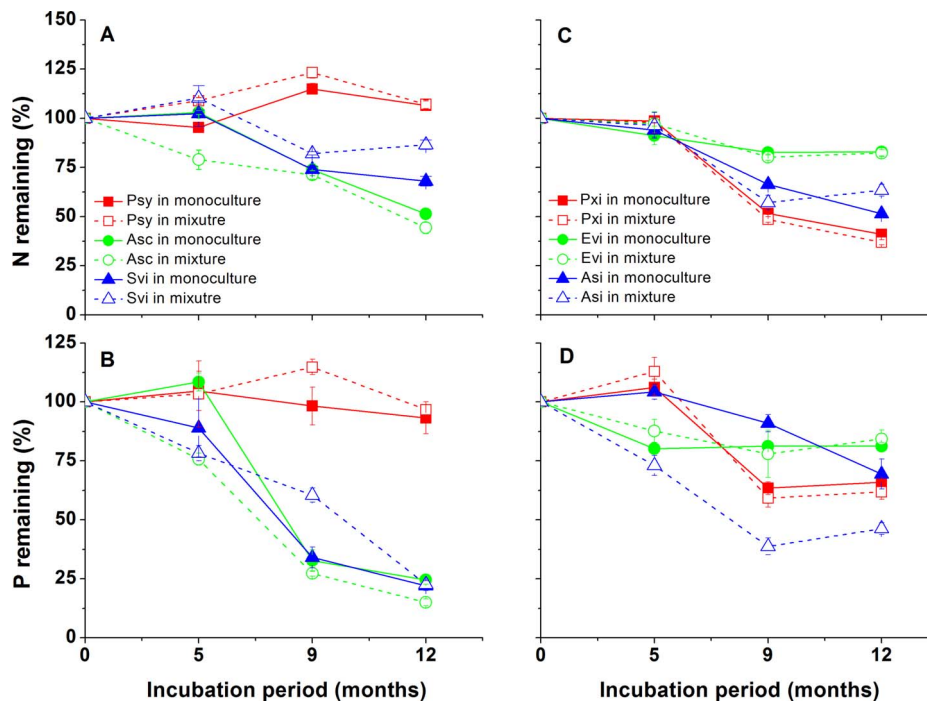 A
N remaining (%)
150
125
100
75
50
25
0
Psy in monoculture
Psy in mixutre
Asc in monoculture
Asc in mixture
Svi in monoculture
Svi in mixutre
C
Pxi in monoculture
Pxi in mixture
Evi in monoculture
Evi in mixture
Asi in monoculture
Asi in mixture
B
P remaining (%)
125
100
75
50
25
0
0 5 9 12
Incubation period (months)
D
0 5 9 12
Incubation period (months)